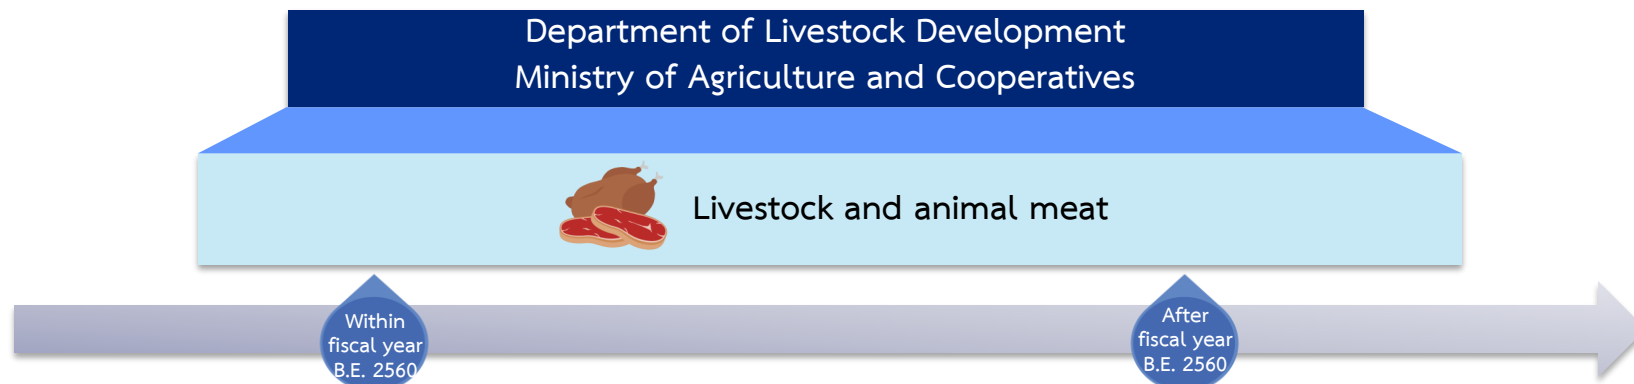 Department of Livestock Development
Ministry of Agriculture and Cooperatives
Livestock and animal meat
Within
fiscal year
B.E. 2560
After
fiscal year
B.E. 2560